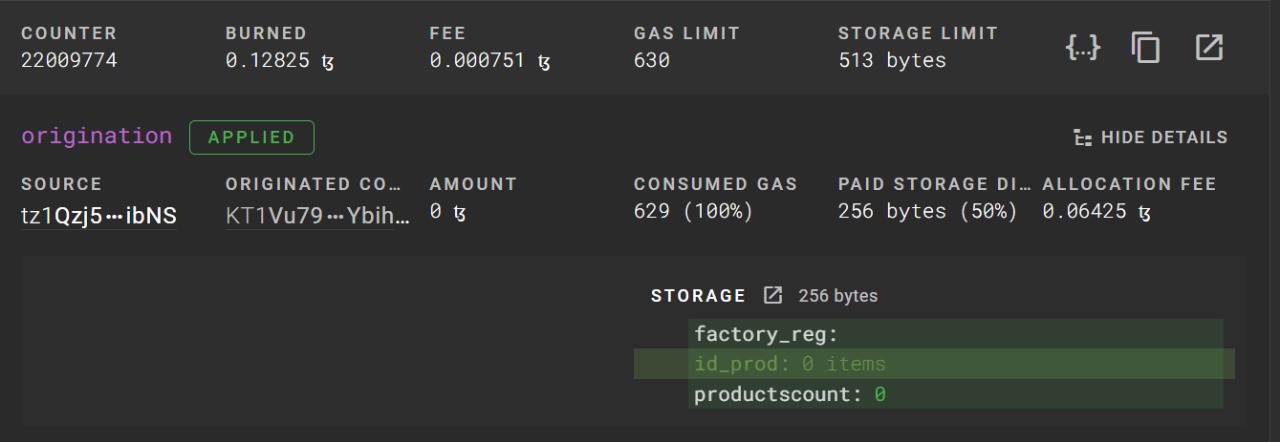 COUNTER BURNED FEE GAS LIMIT STORAGE LIMIT
22009774 0.12825 ꜩ 0.000751 ꜩ 630 513 bytes {…}
origination APPLIED HIDE DETAILS
SOURCE ORIGINATED CO… AMOUNT CONSUMED GAS PAID STORAGE DI… ALLOCATION FEE
tz1Qzj5···ibNS KT1Vu79···Ybih… 0 ꜩ 629 (100%) 256 bytes (50%) 0.06425 ꜩ
STORAGE 256 bytes
factory_reg:
id_prod: 0 items
productscount: 0